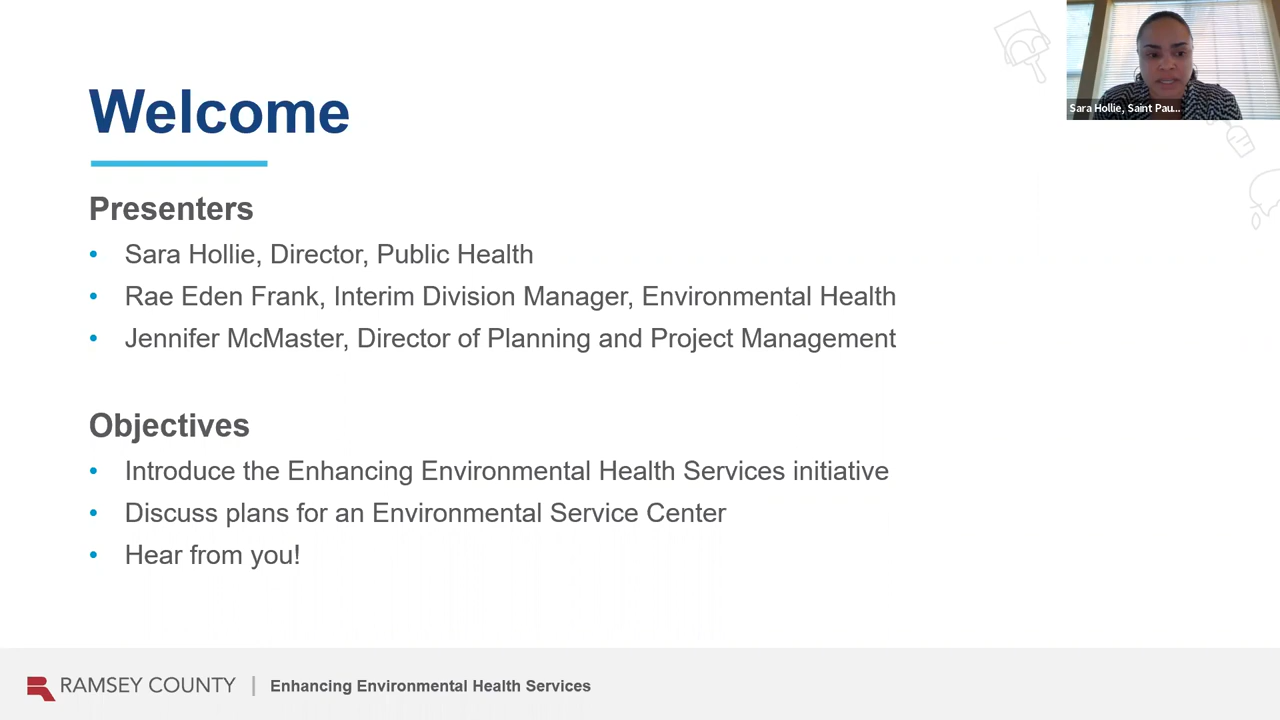 Welcome
Presenters
• Sara Hollie, Director, Public Health
• Rae Eden Frank, Interim Division Manager, Environmental Health
• Jennifer McMaster, Director of Planning and Project Management
Objectives
• Introduce the Enhancing Environmental Health Services initiative
• Discuss plans for an Environmental Service Center
• Hear from you!
Sara Hollie, Saint Pau...
RAMSEY COUNTY | Enhancing Environmental Health Services